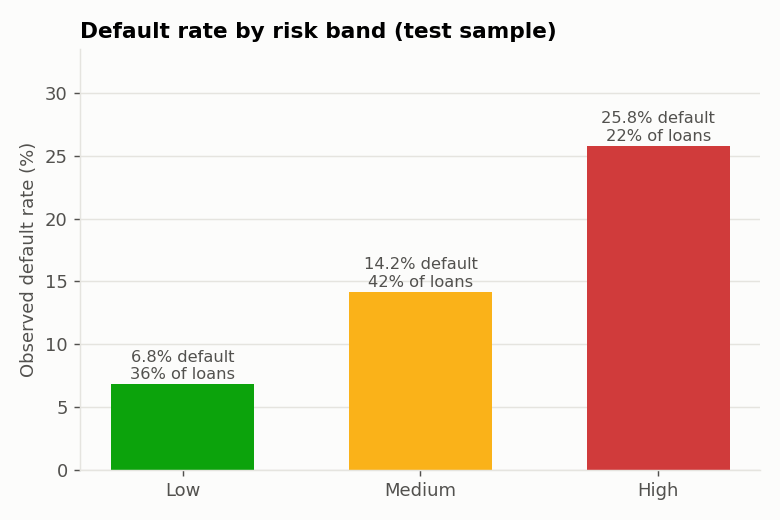 Default rate by risk band (test sample)
Observed default rate (%)
30
25
20
15
10
5
0
25.8% default
22% of loans
14.2% default
42% of loans
6.8% default
36% of loans
Low
Medium
High